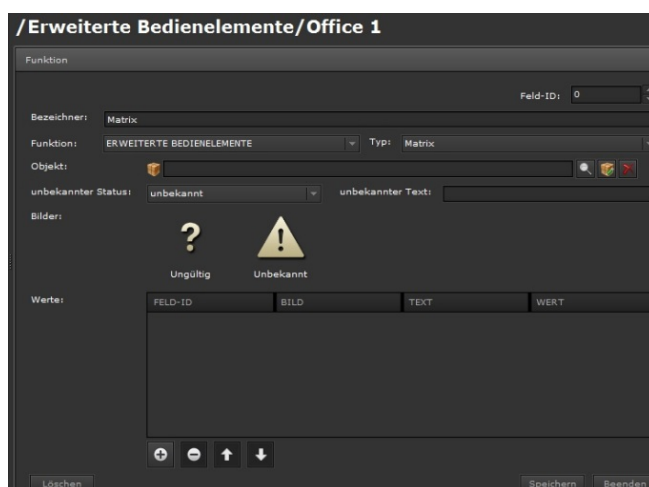 /Erweiterte Bedienelemente/Office 1
Funktion
Feld-ID: 0
Bezeichner: Matrix
Funktion: ERWEITERTE BEDIENELEMENTE Typ: Matrix
Objekt:
unbekannter Status: unbekannt unbekannter Text:
Bilder:
? !
Ungültig Unbekannt
Werte: FELD-ID BILD TEXT WERT
Löschen Speichern Beenden